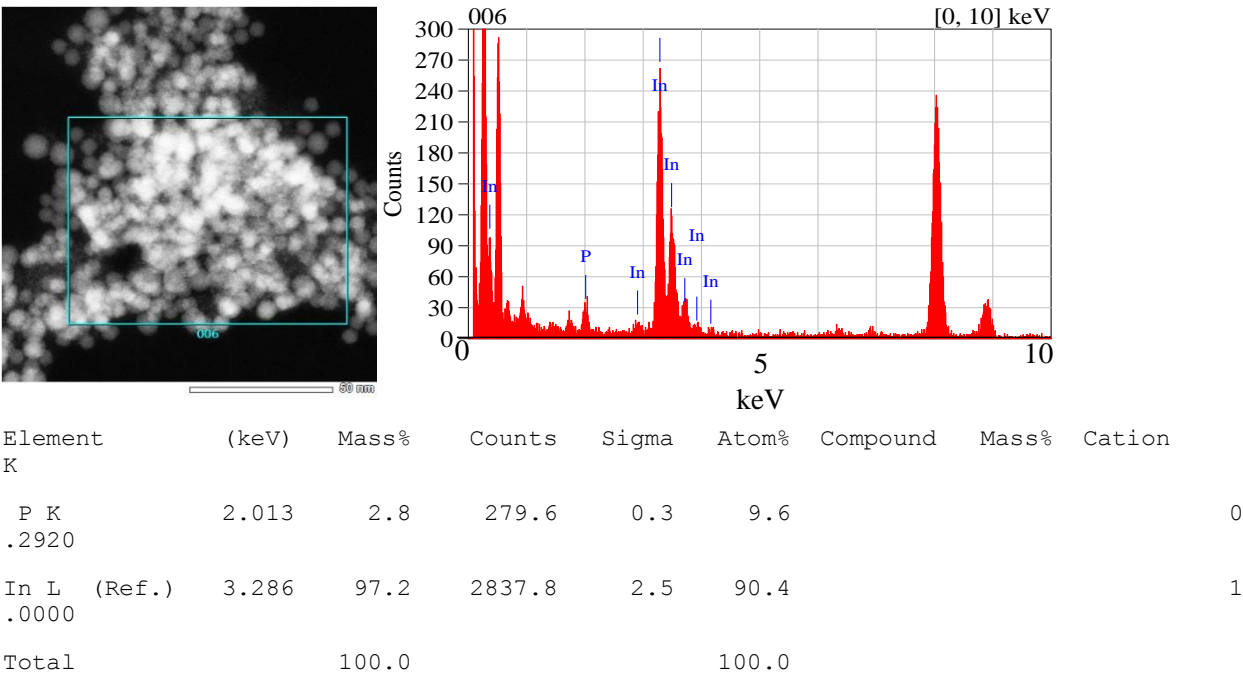 006
50 nm
006 [0, 10] keV
300
270
240
210
180
150
120
90
60
30
0
Counts
In
In
In
P
In
In
In
In
0 5 10
keV
Element (keV) Mass% Counts Sigma Atom% Compound Mass% Cation
K
P K 2.013 2.8 279.6 0.3 9.6 0
.2920
In L (Ref.) 3.286 97.2 2837.8 2.5 90.4 1
.0000
Total 100.0 100.0